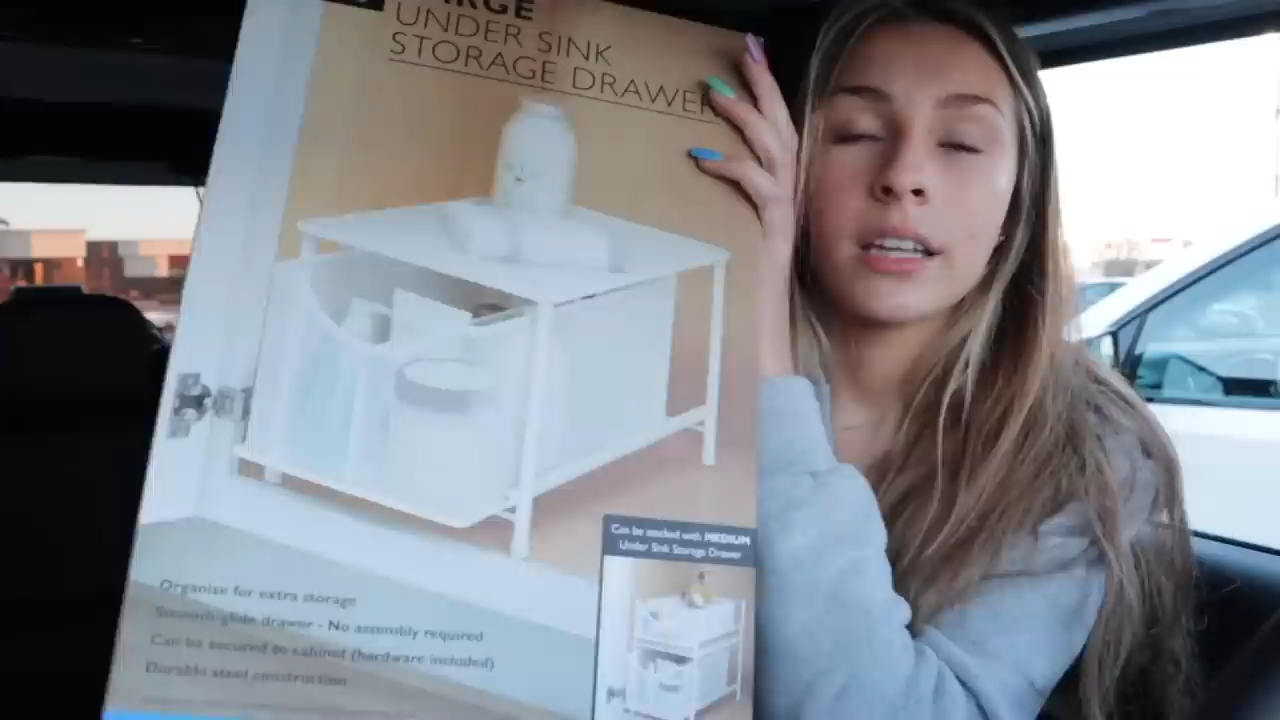 UNDER SINK
STORAGE DRAWER
Can be stacked with MEDIUM
Under Sink Storage Drawer
Organize for extra storage
Smooth-glide drawer - No assembly required
Can be secured to cabinet (hardware included)
Durable steel construction